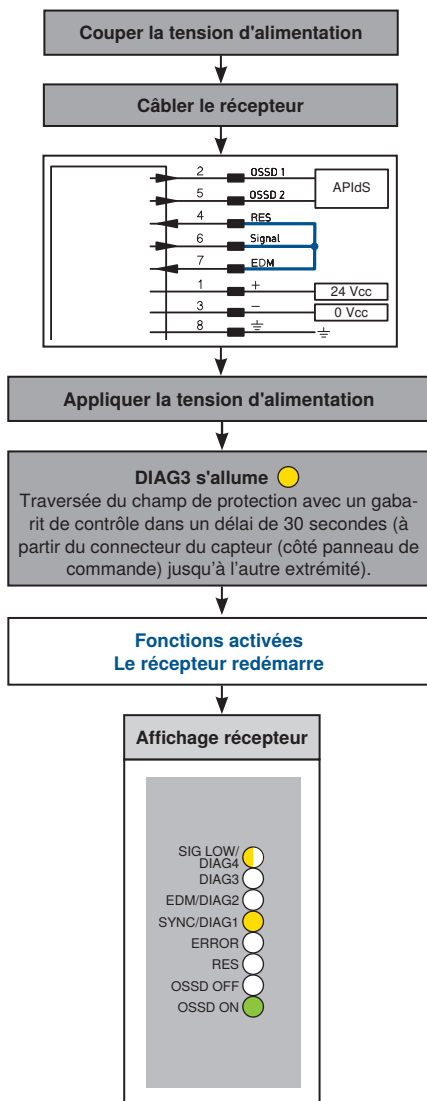 Couper la tension d'alimentation
Câbler le récepteur
2 OSSD 1
APIdS
5 OSSD 2
4 RES
6 Signal
7 EDM
1 + 24 Vcc
3 − 0 Vcc
8
Appliquer la tension d'alimentation
DIAG3 s'allume
Traversée du champ de protection avec un gaba-
rit de contrôle dans un délai de 30 secondes (à
partir du connecteur du capteur (côté panneau de
commande) jusqu'à l'autre extrémité).
Fonctions activées
Le récepteur redémarre
Affichage récepteur
SIG LOW/
DIAG4
DIAG3
EDM/DIAG2
SYNC/DIAG1
ERROR
RES
OSSD OFF
OSSD ON